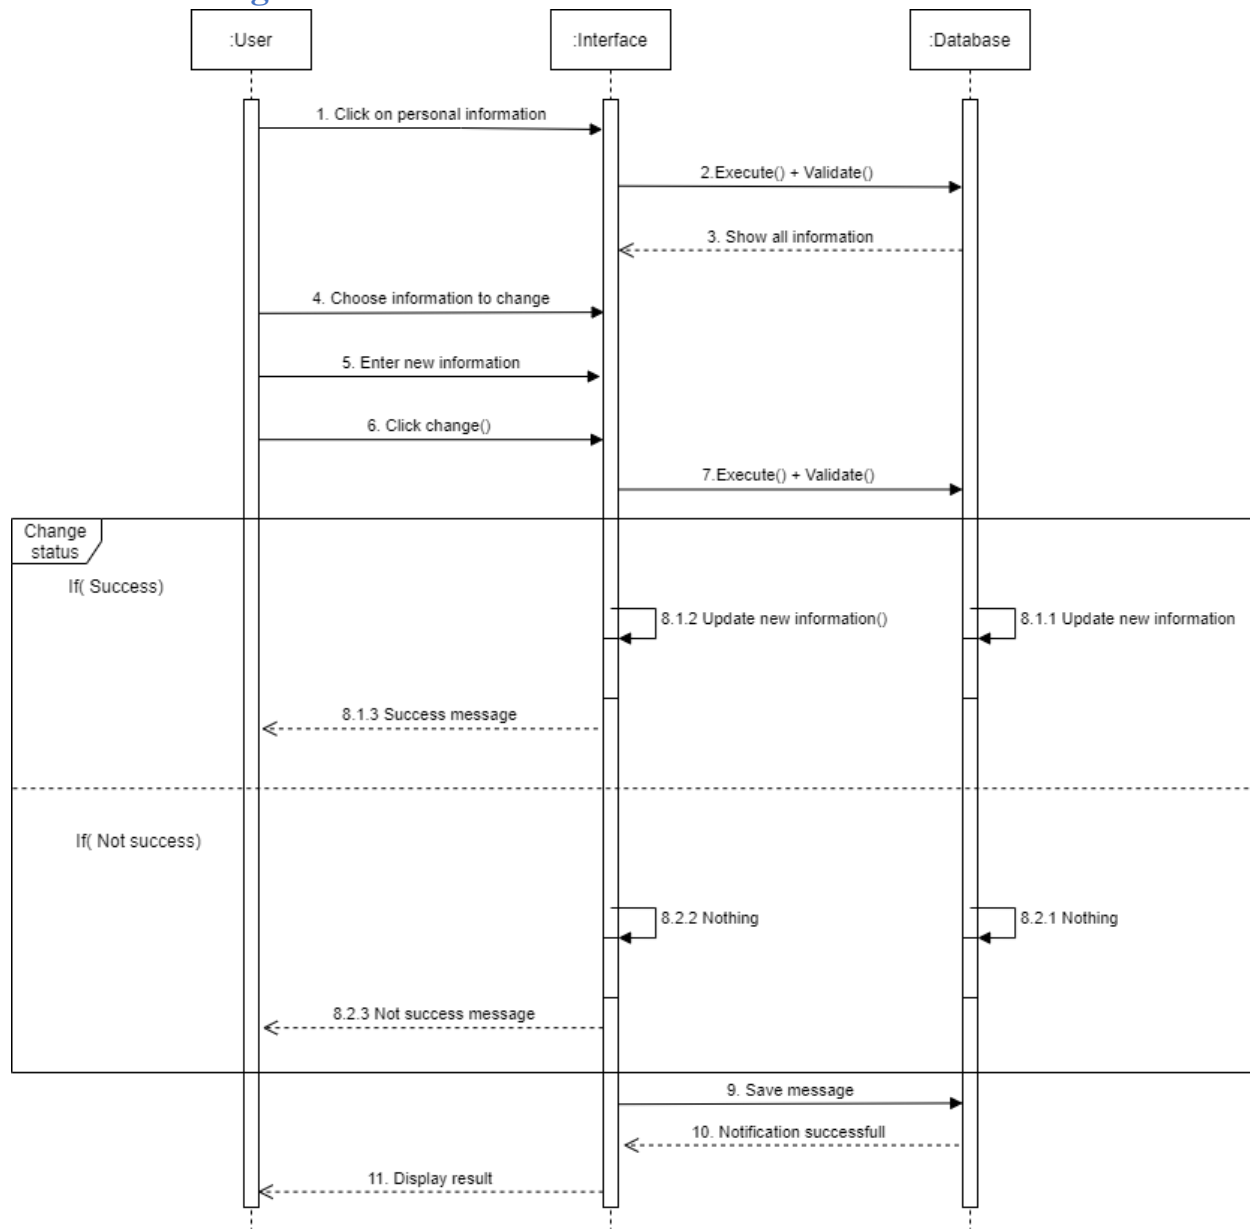 :User
:Interface
:Database
1. Click on personal information
2.Execute() + Validate()
3. Show all information
4. Choose information to change
5. Enter new information
6. Click change()
7.Execute() + Validate()
Change
status
If( Success)
8.1.2 Update new information()
8.1.1 Update new information
8.1.3 Success message
If( Not success)
8.2.2 Nothing
8.2.1 Nothing
8.2.3 Not success message
9. Save message
10. Notification successfull
11. Display result